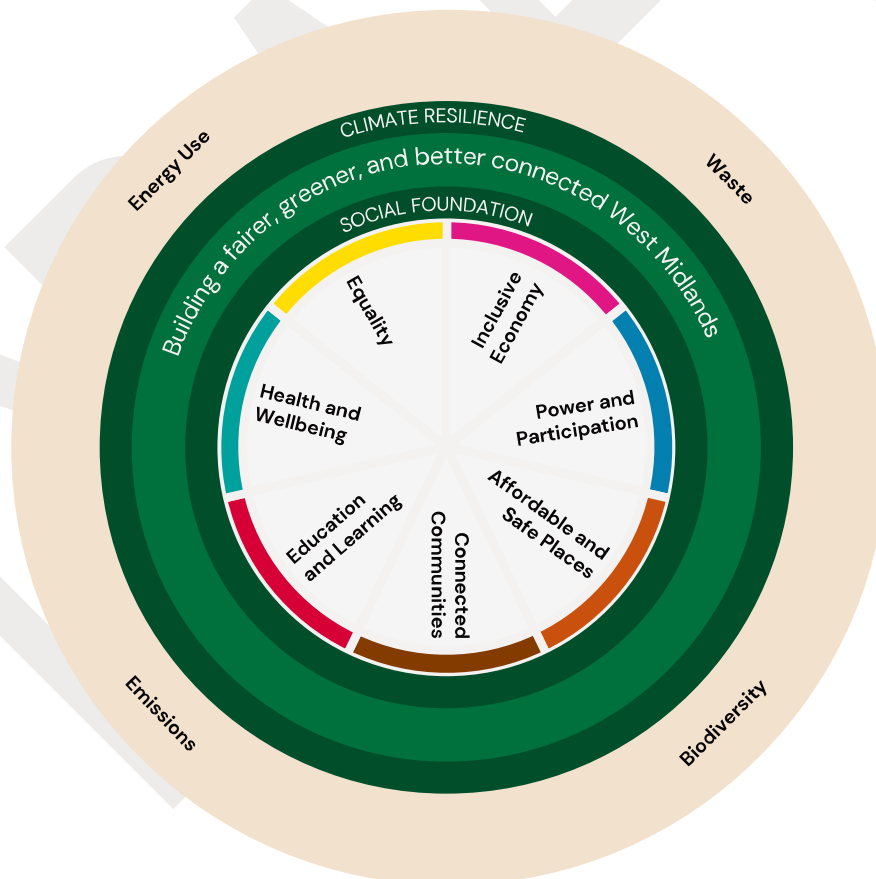 CLIMATE RESILIENCE
Building a fairer, greener, and better connected West Midlands
SOCIAL FOUNDATION
Energy Use
Waste
Equality
Inclusive
Economy
Health and
Wellbeing
Power and
Participation
Education
and Learning
Affordable and
Safe Places
Connected
Communities
Emissions
Biodiversity